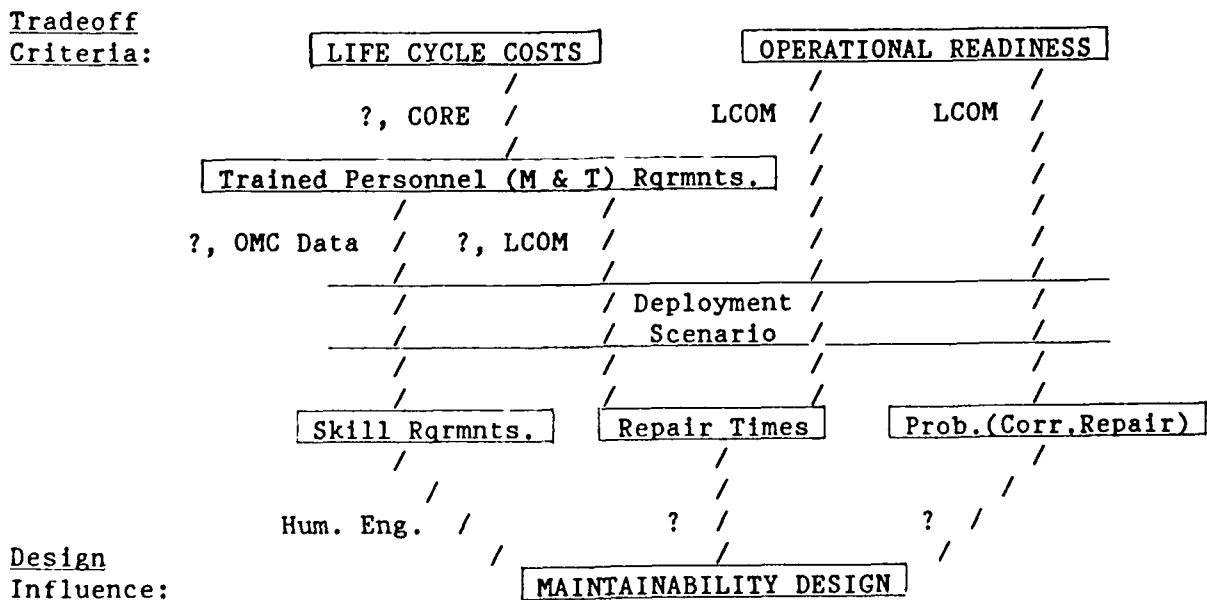 Tradeoff
Criteria:
LIFE CYCLE COSTS OPERATIONAL READINESS
?, CORE LCOM LCOM
Trained Personnel (M & T) Rqrmnts.
?, OMC Data ?, LCOM
Deployment
Scenario
Skill Rqrmnts. Repair Times Prob.(Corr.Repair)
Hum. Eng. ? ?
Design
Influence: MAINTAINABILITY DESIGN